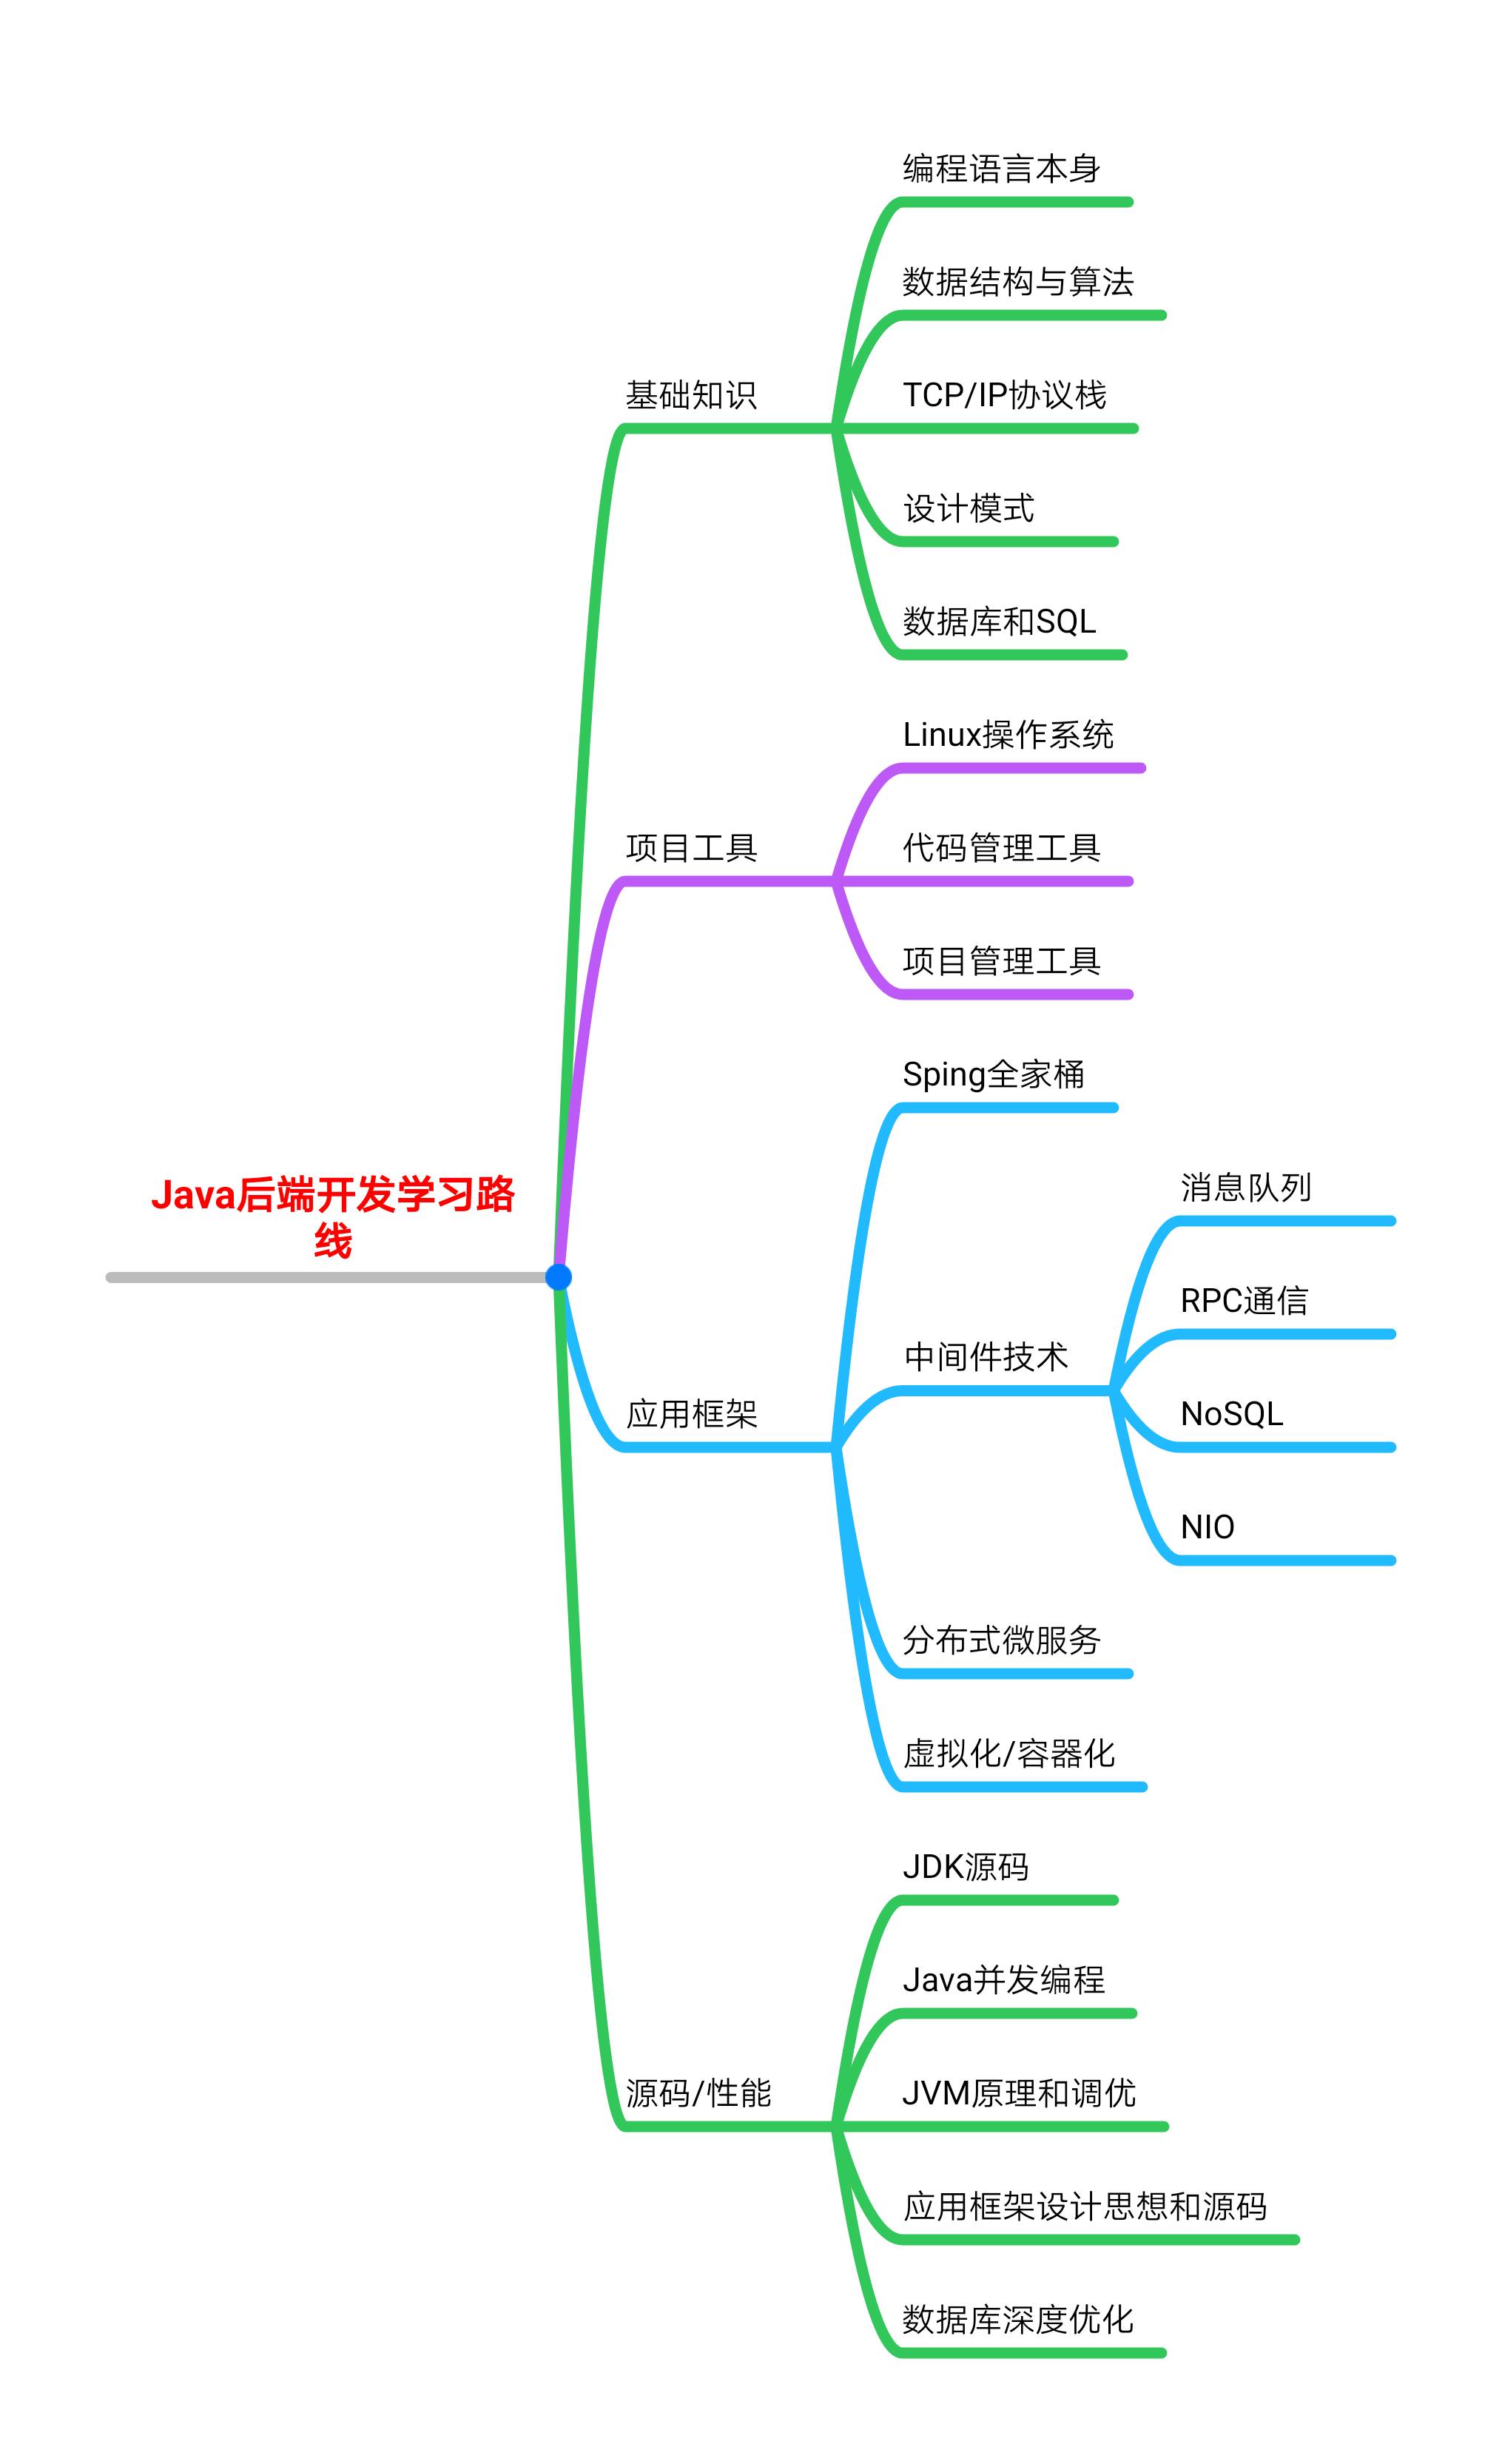 Java后端开发学习路
线
基础知识
编程语言本身
数据结构与算法
TCP/IP协议栈
设计模式
数据库和SQL
项目工具
Linux操作系统
代码管理工具
项目管理工具
应用框架
Sping全家桶
中间件技术
消息队列
RPC通信
NoSQL
NIO
分布式微服务
虚拟化/容器化
源码/性能
JDK源码
Java并发编程
JVM原理和调优
应用框架设计思想和源码
数据库深度优化